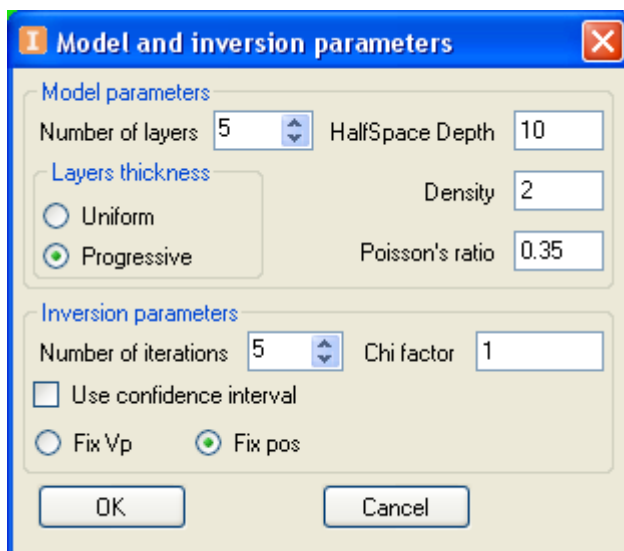 I Model and inversion parameters
Model parameters
Number of layers 5 HalfSpace Depth 10
Layers thickness
Density 2
Uniform
Progressive
Poisson's ratio 0.35
Inversion parameters
Number of iterations 5 Chi factor 1
Use confidence interval
Fix Vp Fix pos
OK Cancel